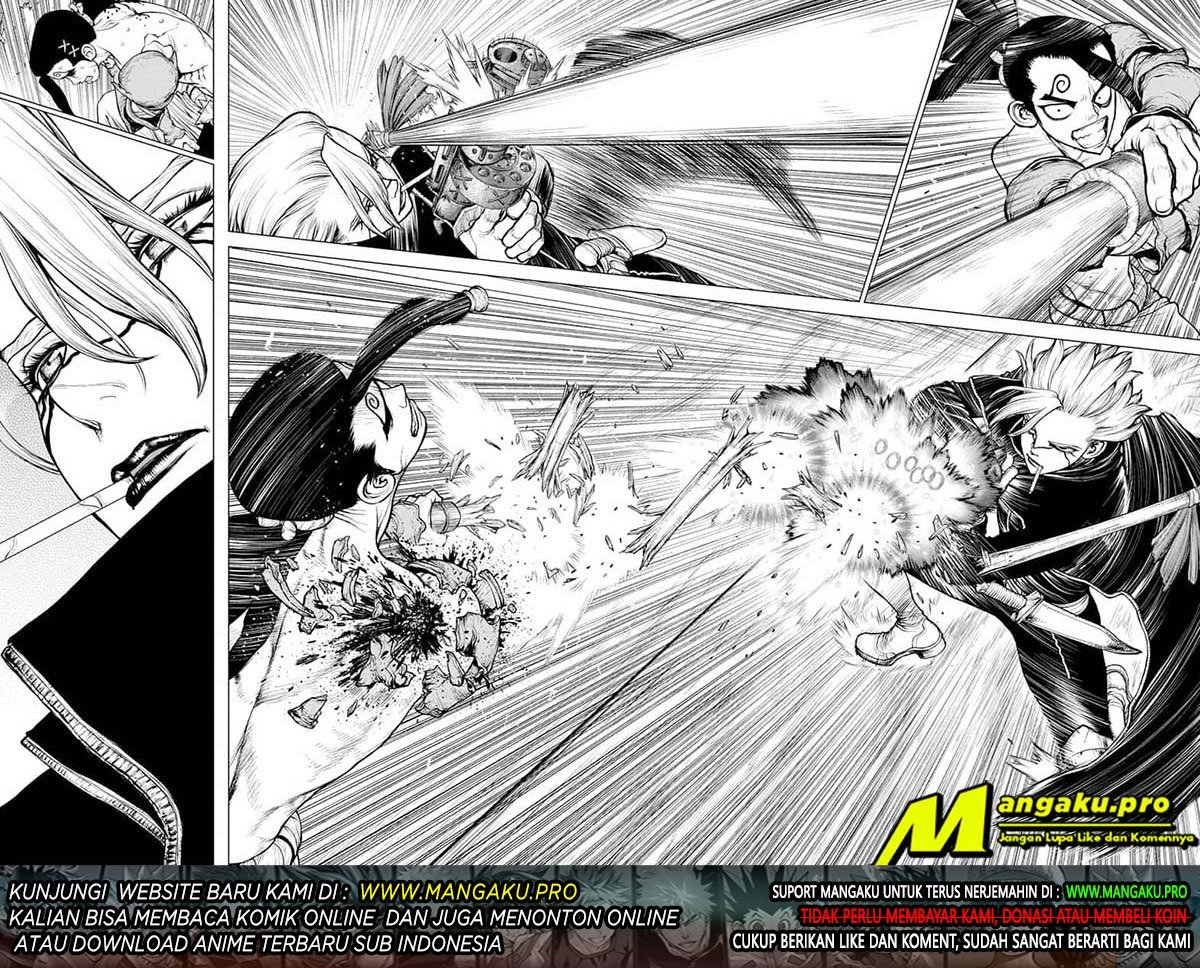 Mangaku.pro
Jangan Lupa Like dan Komennya
KUNJUNGI WEBSITE BARU KAMI DI : WWW.MANGAKU.PRO
KALIAN BISA MEMBACA KOMIK ONLINE DAN JUGA MENONTON ONLINE
ATAU DOWNLOAD ANIME TERBARU SUB INDONESIA
SUPORT MANGAKU UNTUK TERUS NERJEMAHIN DI : WWW.MANGAKU.PRO
TIDAK PERLU MEMBAYAR KAMI, DONASI ATAU MEMBELI KOIN
CUKUP BERIKAN LIKE DAN KOMENT, SUDAH SANGAT BERARTI BAGI KAMI